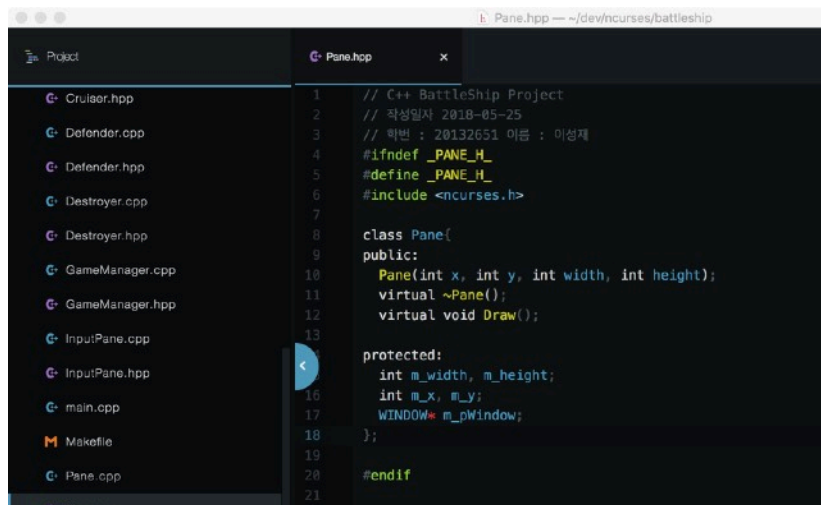 Pane.hpp — ~/dev/ncurses/battleship
Project
Cruiser.hpp
Defender.cpp
Defender.hpp
Destroyer.cpp
Destroyer.hpp
GameManager.cpp
GameManager.hpp
InputPane.cpp
InputPane.hpp
main.cpp
Makefile
Pane.cpp
Pane.hpp ×
1 // C++ BattleShip Project
2 // 작성일자 2018-05-25
3 // 학번 : 20132651 이름 : 이성재
4 #ifndef _PANE_H_
5 #define _PANE_H_
6 #include <ncurses.h>
7
8 class Pane{
9 public:
10 Pane(int x, int y, int width, int height);
11 virtual ~Pane();
12 virtual void Draw();
13
protected:
int m_width, m_height;
16 int m_x, m_y;
17 WINDOW* m_pWindow;
18 };
19
20 #endif
21